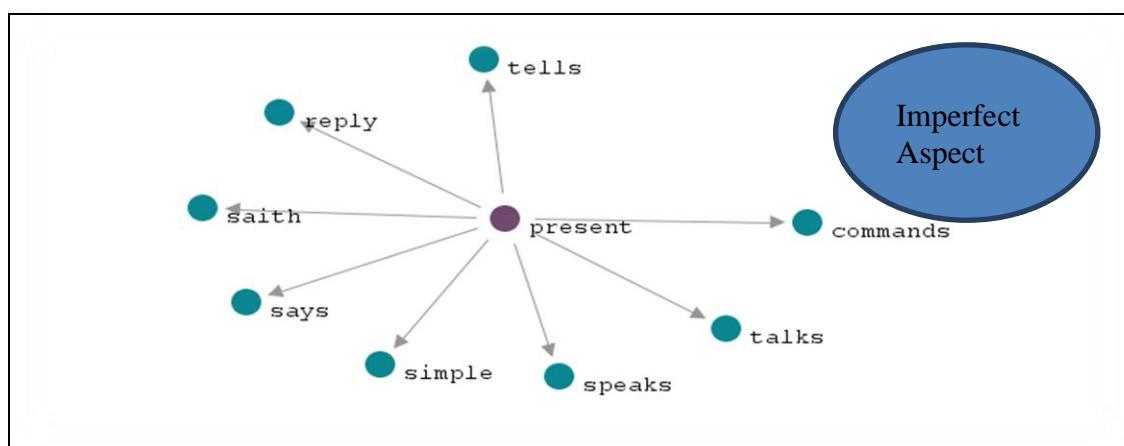 tells
Imperfect
Aspect
reply
saith
present
commands
says
talks
simple
speaks